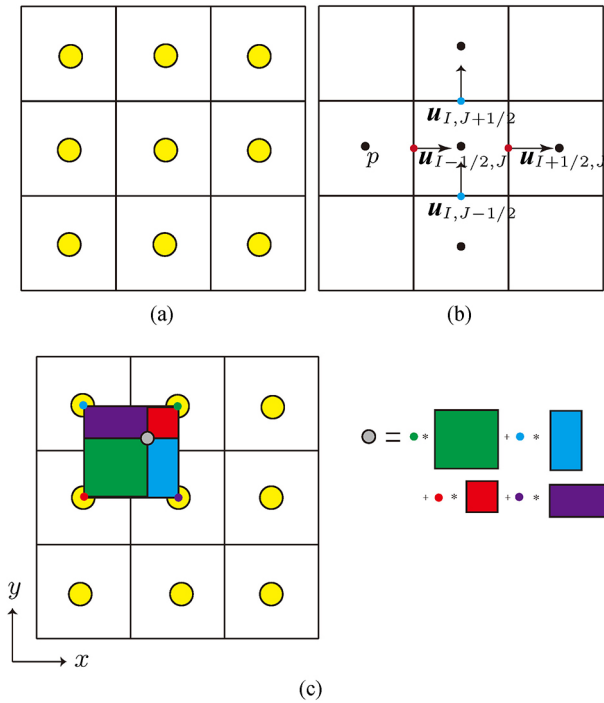 (a)
u_{I,J+1/2}
p
u_{I-1/2,J}
u_{I+1/2,J}
u_{I,J-1/2}
(b)
= * + *
+ * + *
y
x
(c)